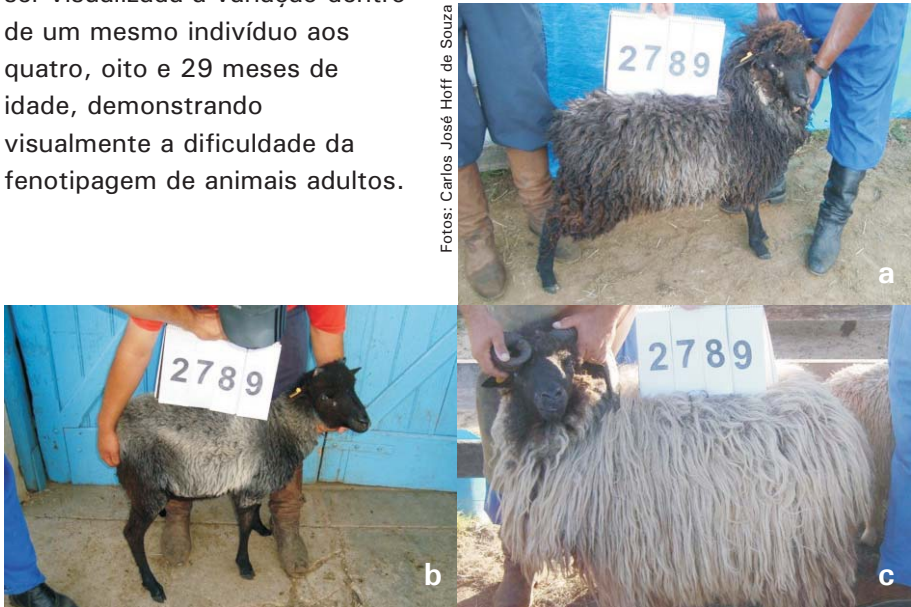 de um mesmo indivíduo aos
quatro, oito e 29 meses de
idade, demonstrando
visualmente a dificuldade da
fenotipagem de animais adultos.
Fotos: Carlos José Hoff de Souza
2789
a
2789
b
2789
c